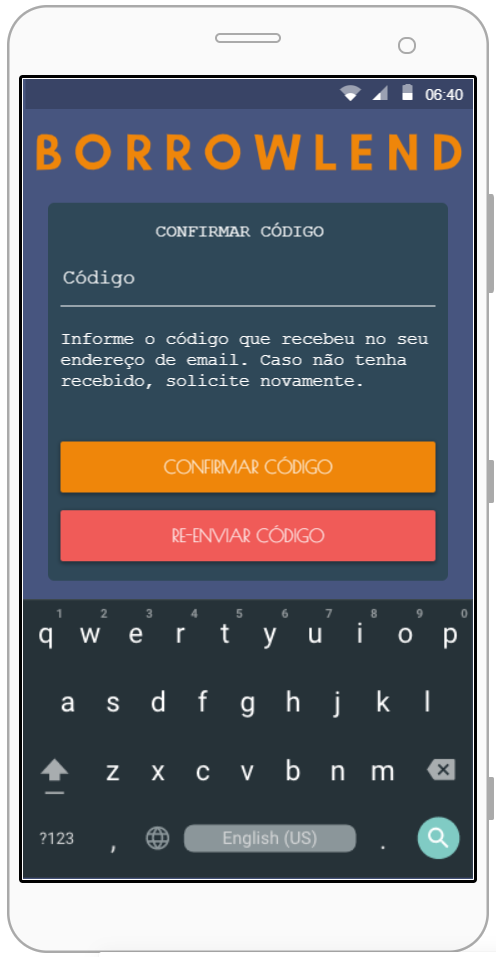 06:40
BORROWLEND
CONFIRMAR CÓDIGO
Código
Informe o código que recebeu no seu
endereço de email. Caso não tenha
recebido, solicite novamente.
CONFIRMAR CÓDIGO
RE-ENVIAR CÓDIGO
1 2 3 4 5 6 7 8 9 0
q w e r t y u i o p
a s d f g h j k l
z x c v b n m
?123 , English (US) .